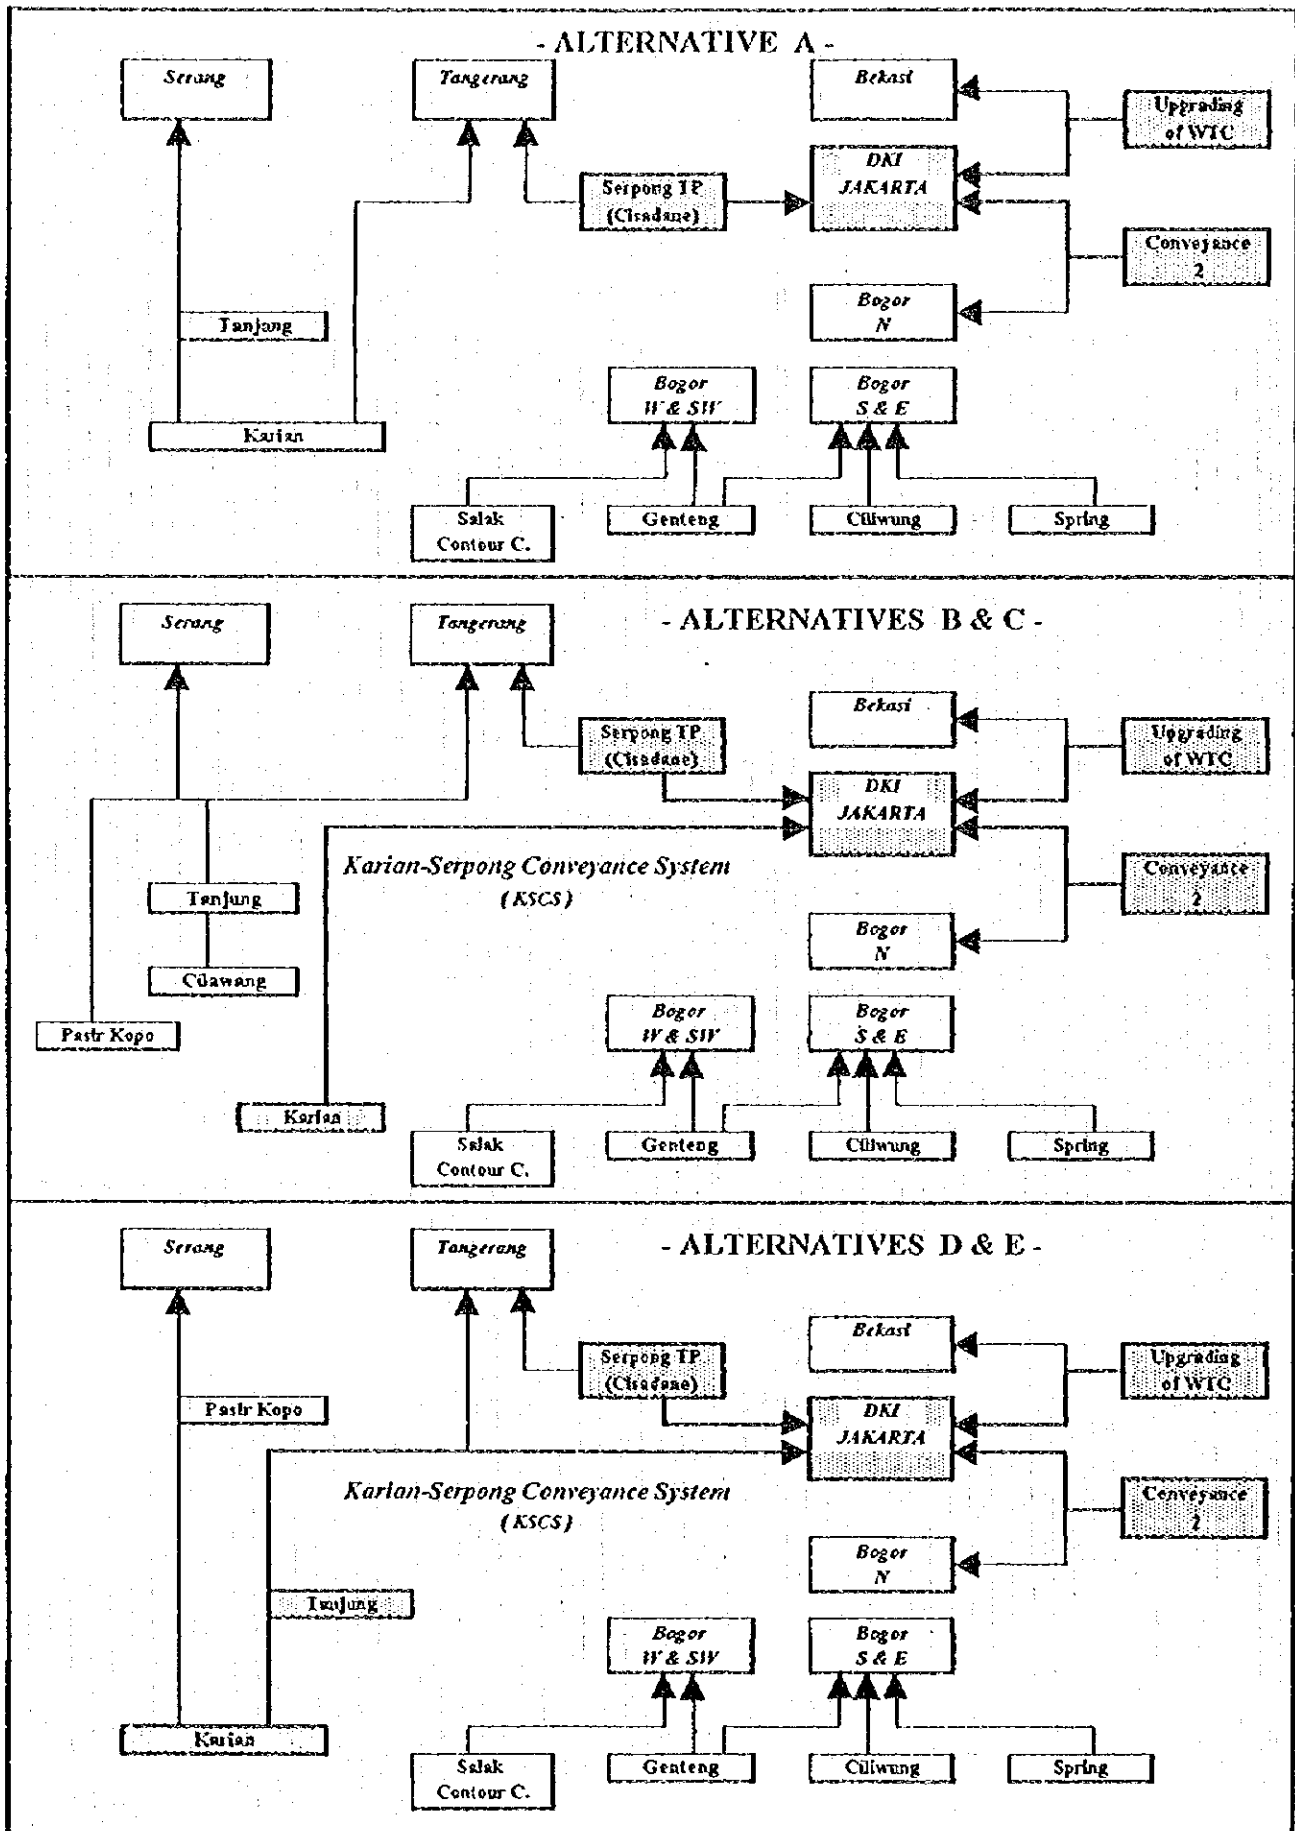 - ALTERNATIVE A -
Serang
Tangerang
Bekasi
Upgrading
of WTC
DKI
JAKARTA
Serpong TP
(Cisadane)
Conveyance
2
Bogor
N
Tanjung
Bogor
W & SW
Bogor
S & E
Karian
Salak
Contour C.
Genteng
Ciliwung
Spring
- ALTERNATIVES B & C -
Serang
Tangerang
Bekasi
Serpong TP
(Cisadane)
Upgrading
of WTC
DKI
JAKARTA
Karian-Serpong Conveyance System
(KSCS)
Conveyance
2
Tanjung
Bogor
N
Cilawang
Pasir Kopo
Bogor
W & SW
Bogor
S & E
Karian
Salak
Contour C.
Genteng
Ciliwung
Spring
- ALTERNATIVES D & E -
Serang
Tangerang
Bekasi
Serpong TP
(Cisadane)
Upgrading
of WTC
Pasir Kopo
DKI
JAKARTA
Karian-Serpong Conveyance System
(KSCS)
Conveyance
2
Bogor
N
Tanjung
Bogor
W & SW
Bogor
S & E
Karian
Salak
Contour C.
Genteng
Ciliwung
Spring